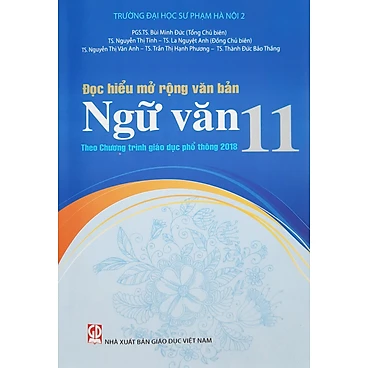 TRƯỜNG ĐẠI HỌC SƯ PHẠM HÀ NỘI 2
PGS.TS. Bùi Minh Đức (Tổng Chủ biên)
TS. Nguyễn Thị Tính – TS. La Nguyệt Anh (Đồng Chủ biên)
TS. Nguyễn Thị Vân Anh – TS. Trần Thị Hạnh Phương – TS. Thành Đức Bảo Thắng
Đọc hiểu mở rộng văn bản
Ngữ văn 11
Theo Chương trình giáo dục phổ thông 2018
NHÀ XUẤT BẢN GIÁO DỤC VIỆT NAM